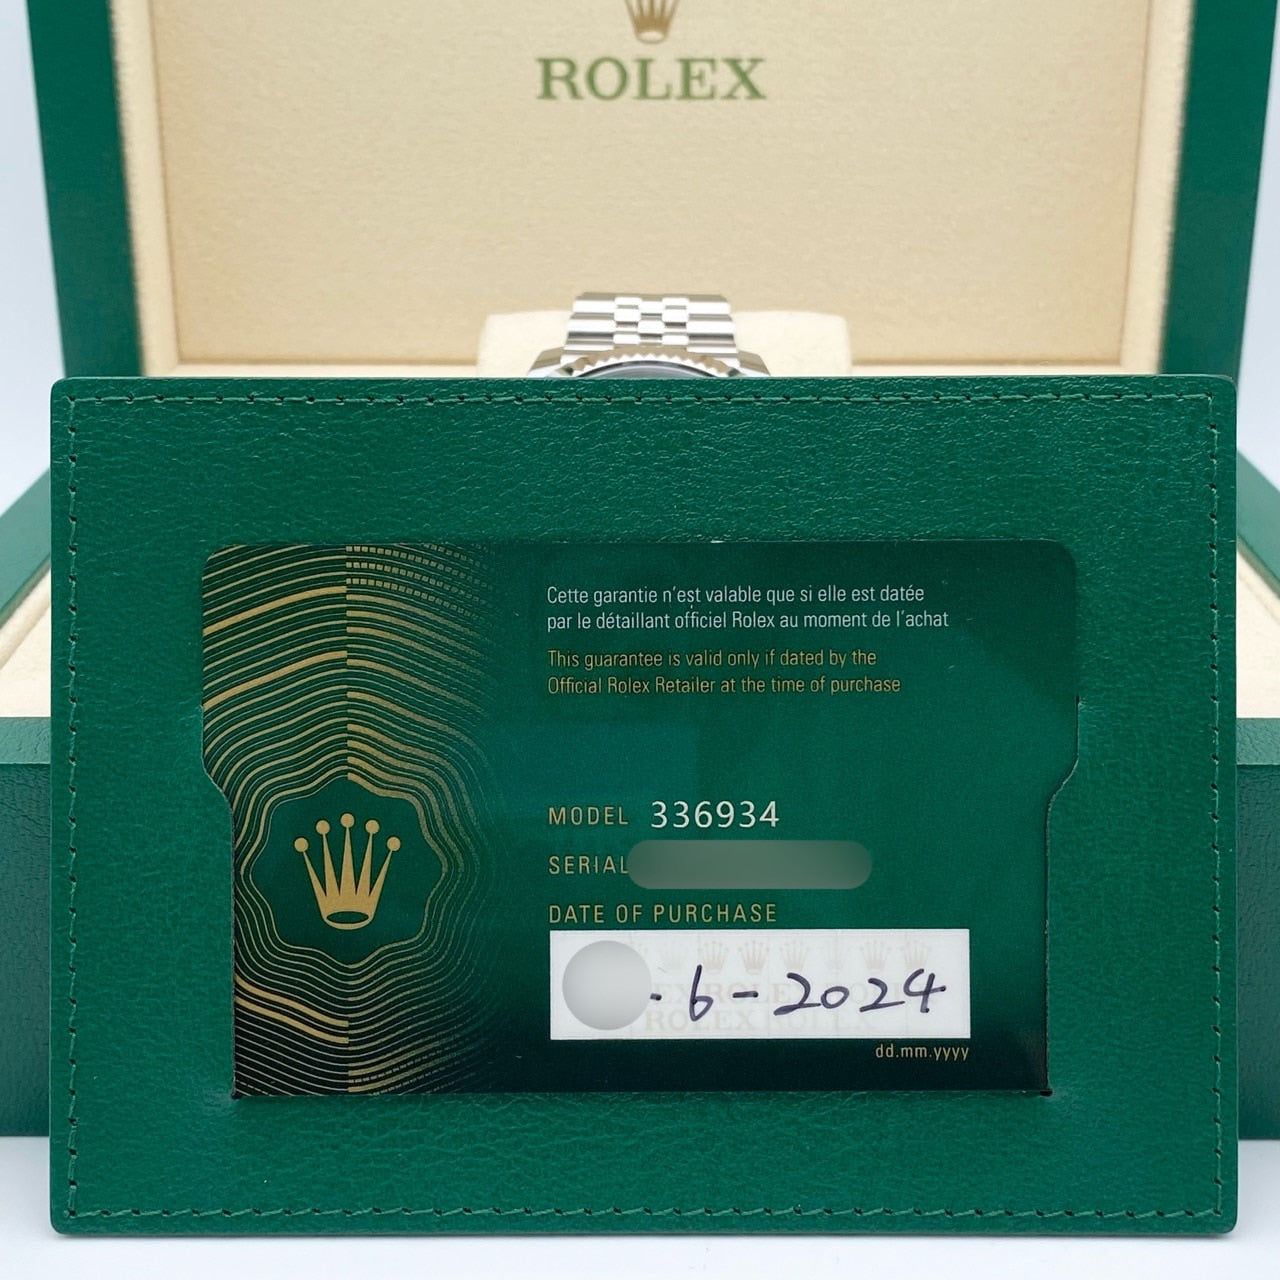 ROLEX
Cette garantie n'est valable que si elle est datée
par le détaillant officiel Rolex au moment de l'achat
This guarantee is valid only if dated by the
Official Rolex Retailer at the time of purchase
MODEL 336934
SERIAL
DATE OF PURCHASE
- 6 - 2024
dd.mm.yyyy